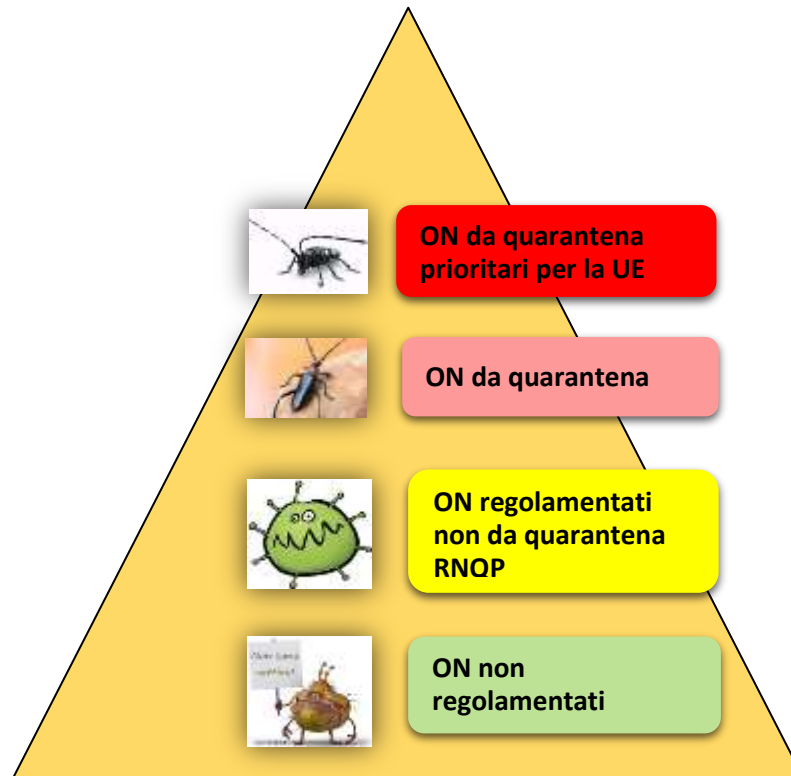 ON da quarantena
prioritari per la UE
ON da quarantena
ON regolamentati
non da quarantena
RNQP
ON non
regolamentati